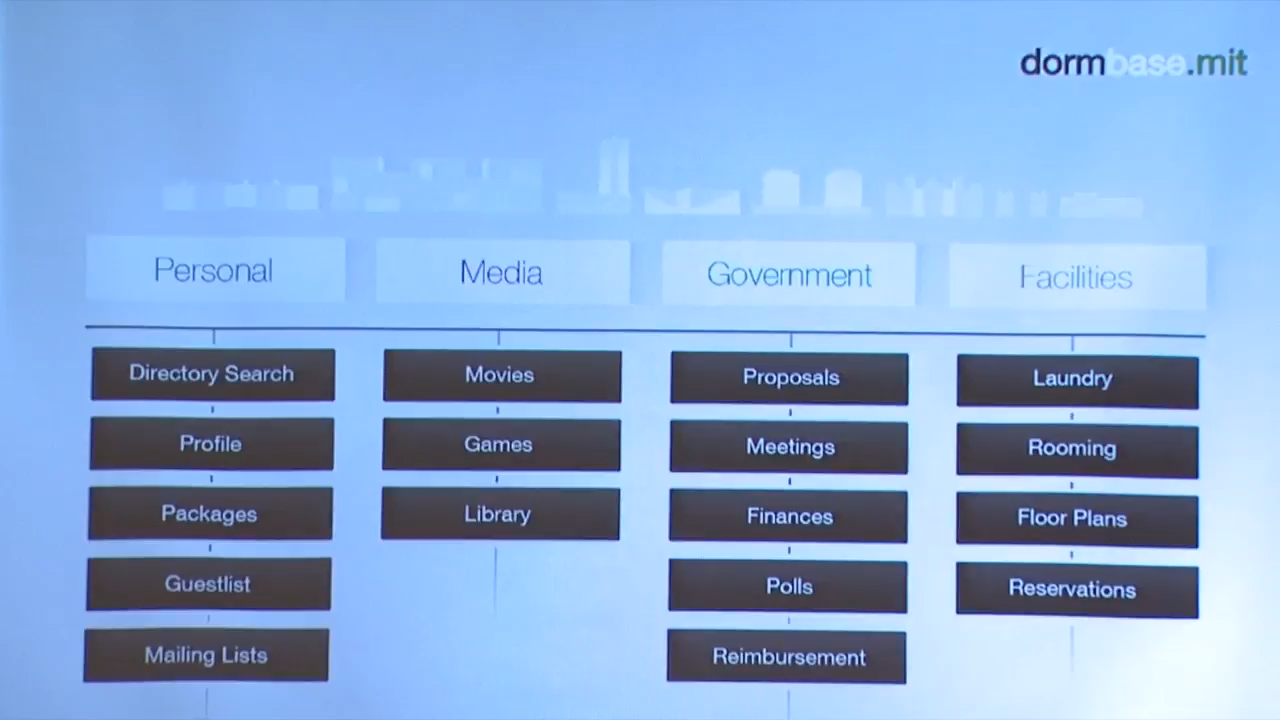 dormbase.mit
Personal
Media
Government
Facilities
Directory Search
Movies
Proposals
Laundry
Profile
Games
Meetings
Rooming
Packages
Library
Finances
Floor Plans
Guestlist
Polls
Reservations
Mailing Lists
Reimbursement